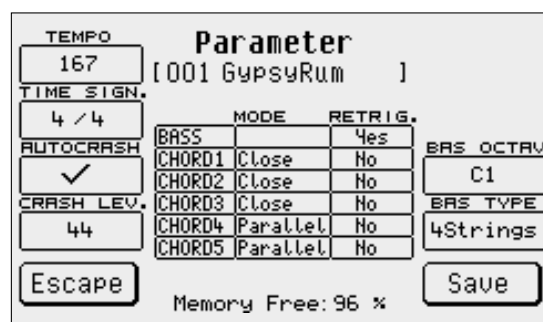 TEMPO
167
TIME SIGN.
4/4
AUTOCRASH
CRASH LEV.
44
Escape
Parameter
[001 GypsyRum ]
MODE RETRIG.
BASS Yes
CHORD1 Close No
CHORD2 Close No
CHORD3 Close No
CHORD4 Parallel No
CHORD5 Parallel No
Memory Free: 96 %
BAS OCTAV
C1
BAS TYPE
4Strings
Save